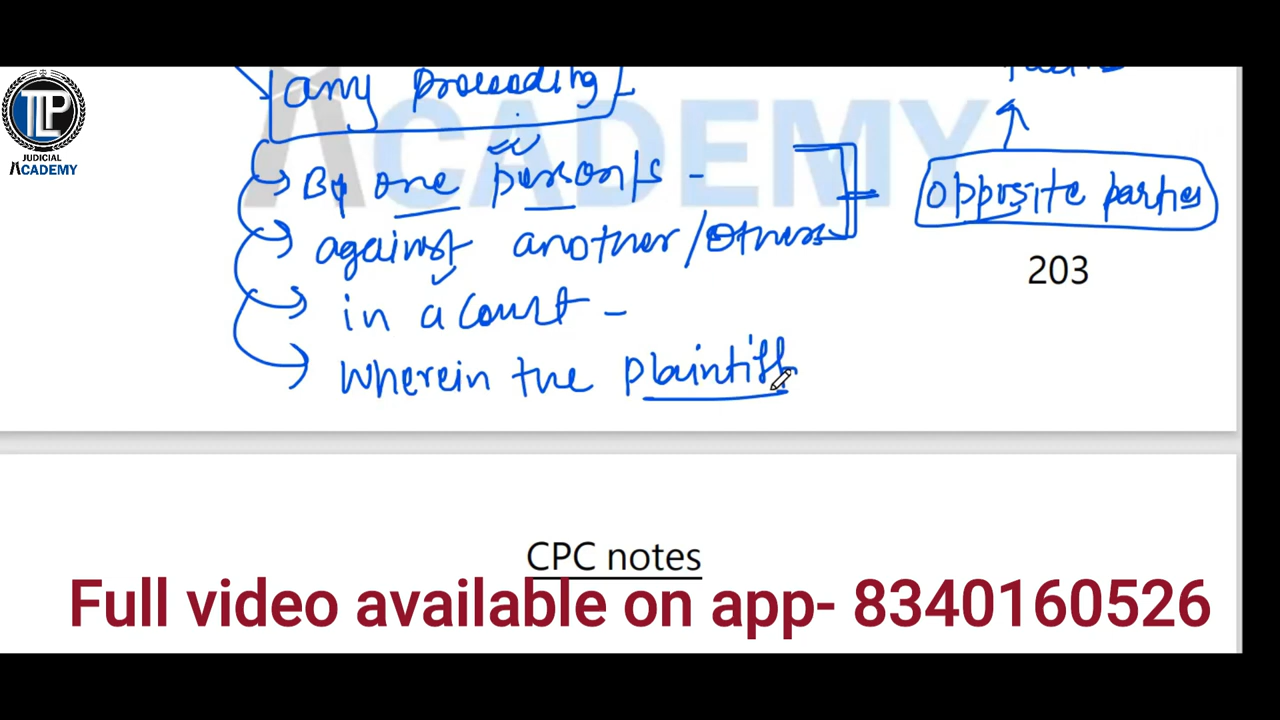 TLP
JUDICIAL
ACADEMY
ACADEMY
any proceeding
By one person/s -
against another/others
opposite parties
203
in a court -
wherein the plaintiff
CPC notes
Full video available on app- 8340160526